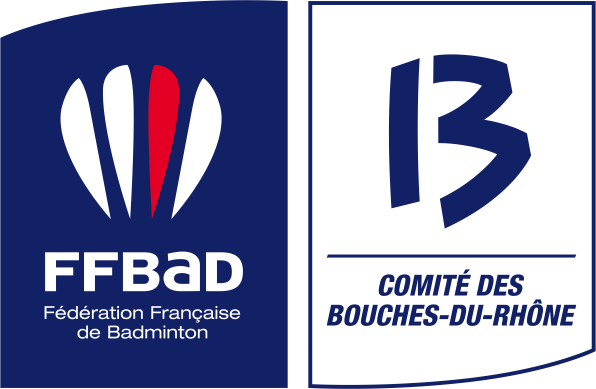 FFBaD
Fédération Française
de Badminton
13
COMITÉ DES
BOUCHES-DU-RHÔNE